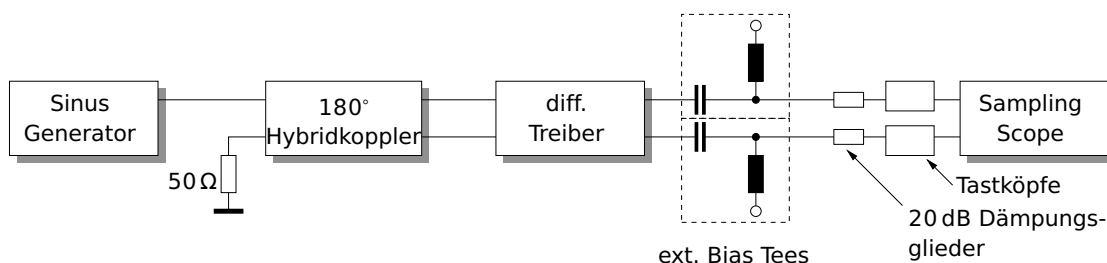 Sinus
Generator
180°
Hybridkoppler
diff.
Treiber
Sampling
Scope
50 Ω
Tastköpfe
20 dB Dämpungs-
glieder
ext. Bias Tees